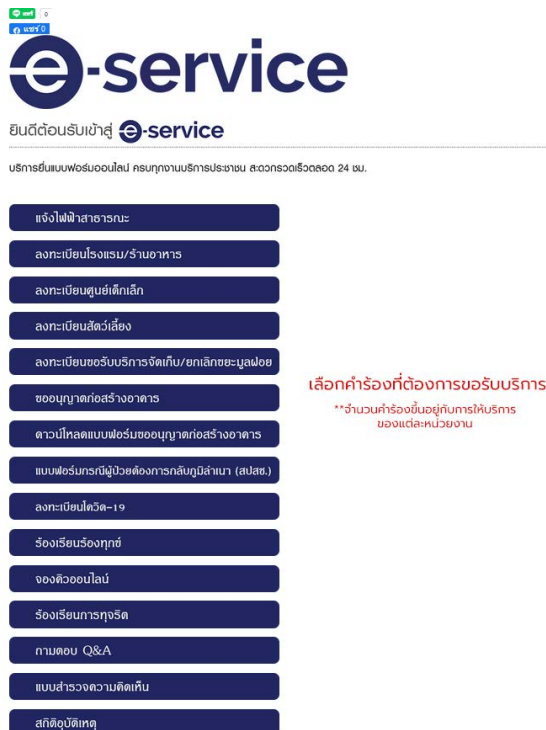 แชร์ 0
แชร์ 0
e-service
ยินดีต้อนรับเข้าสู่ e-service
บริการยื่นแบบฟอร์มออนไลน์ ครบทุกงานบริการประชาชน สะดวกรวดเร็วตลอด 24 ชม.
แจ้งไฟฟ้าสาธารณะ
ลงทะเบียนโรงแรม/ร้านอาหาร
ลงทะเบียนศูนย์เด็กเล็ก
ลงทะเบียนสัตว์เลี้ยง
ลงทะเบียนขอรับบริการจัดเก็บ/ยกเลิกขยะมูลฝอย
ขออนุญาตก่อสร้างอาคาร
ดาวน์โหลดแบบฟอร์มขออนุญาตก่อสร้างอาคาร
แบบฟอร์มกรณีผู้ป่วยต้องการกลับภูมิลำเนา (สปสช.)
ลงทะเบียนโควิด-19
ร้องเรียนร้องทุกข์
จองคิวออนไลน์
ร้องเรียนการทุจริต
ถามตอบ Q&A
แบบสำรวจความคิดเห็น
สถิติอุบัติเหตุ
เลือกคำร้องที่ต้องการขอรับบริการ
**จำนวนคำร้องขึ้นอยู่กับการให้บริการ
ของแต่ละหน่วยงาน